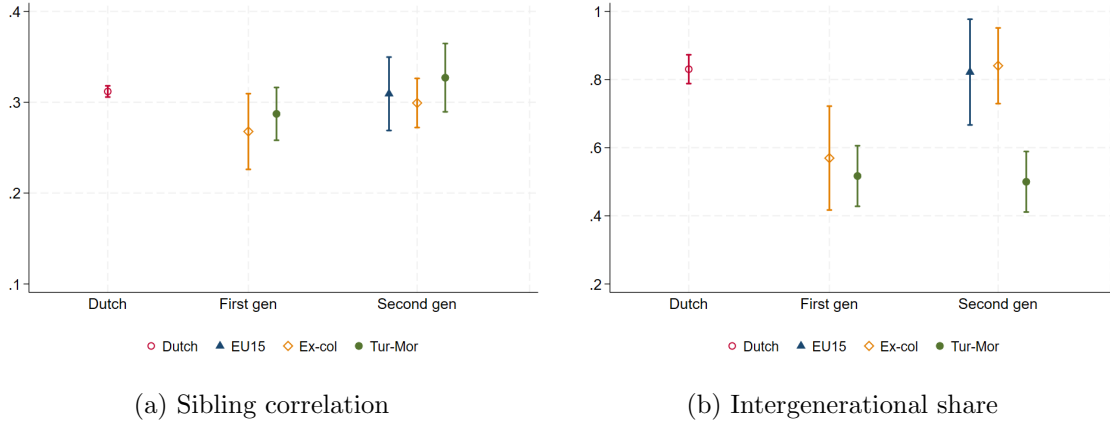 .4
.3
.2
.1
Dutch First gen Second gen
Dutch EU15 Ex-col Tur-Mor
(a) Sibling correlation
1
.8
.6
.4
.2
Dutch First gen Second gen
Dutch EU15 Ex-col Tur-Mor
(b) Intergenerational share